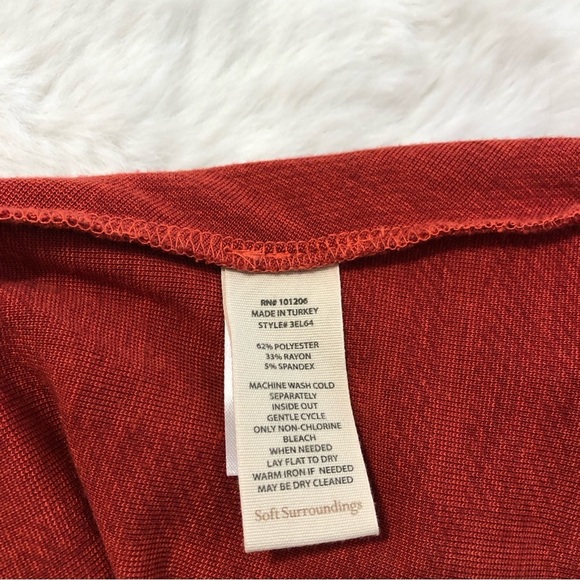 RN# 101206
MADE IN TURKEY
STYLE# 3EL64
62% POLYESTER
33% RAYON
5% SPANDEX
MACHINE WASH COLD
SEPARATELY
INSIDE OUT
GENTLE CYCLE
ONLY NON-CHLORINE
BLEACH
WHEN NEEDED
LAY FLAT TO DRY
WARM IRON IF NEEDED
MAY BE DRY CLEANED
Soft Surroundings